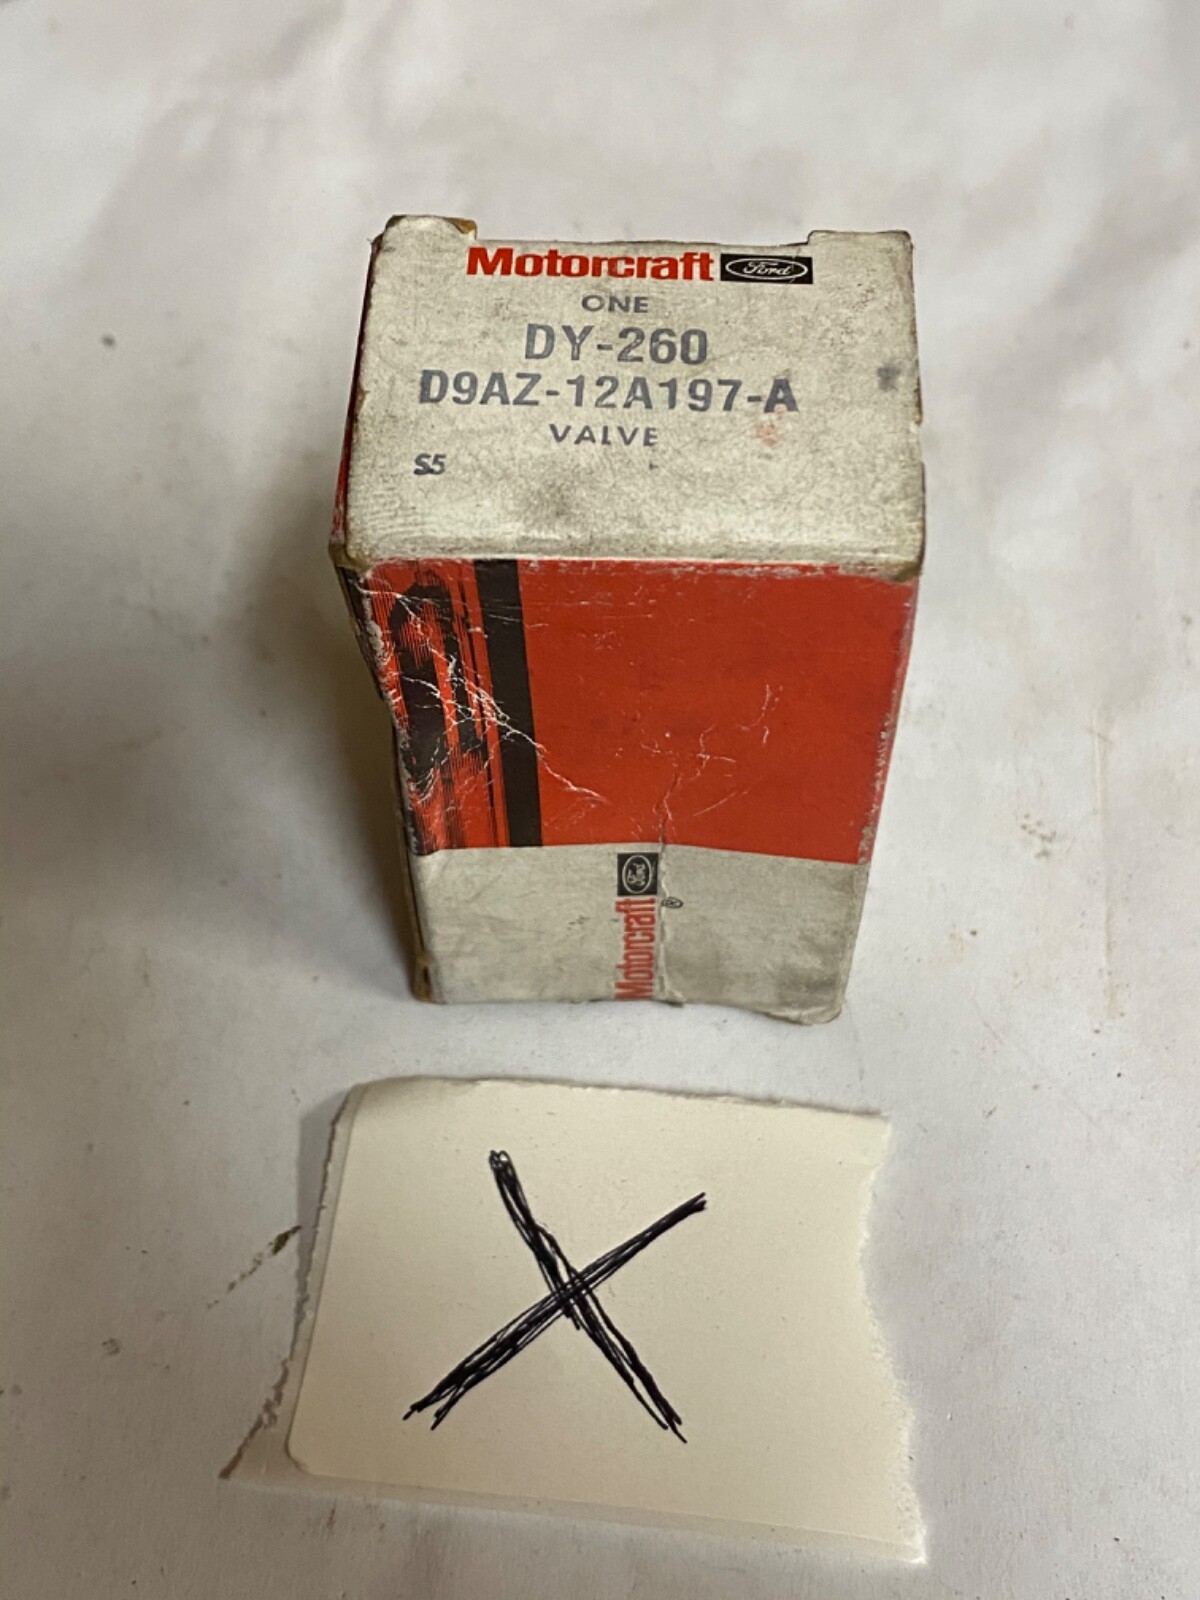 Motorcraft Ford
ONE
DY-260
D9AZ-12A197-A
VALVE
S5
Motorcraft® Ford
X